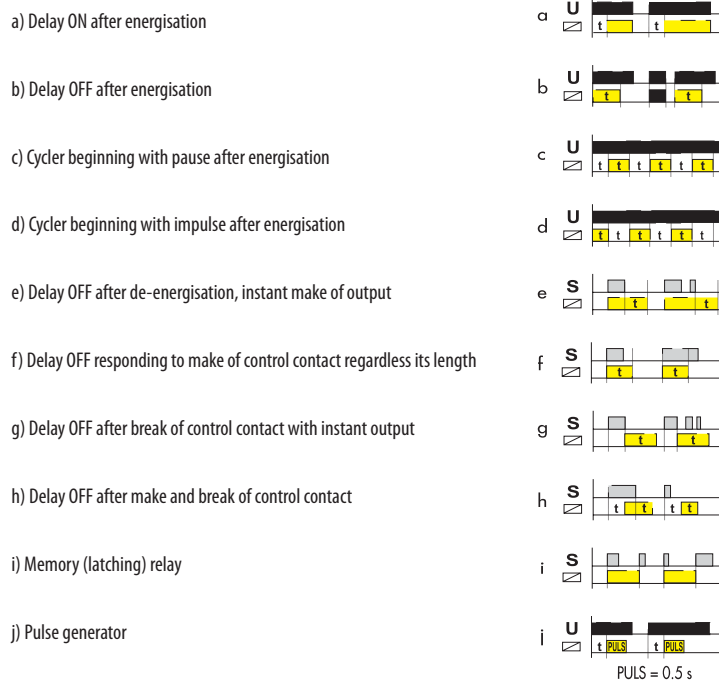 a) Delay ON after energisation
a U
t t
b) Delay OFF after energisation
b U
t t
c) Cycler beginning with pause after energisation
c U
t t t t t t
d) Cycler beginning with impulse after energisation
d U
t t t t t t
e) Delay OFF after de-energisation, instant make of output
e S
t t
f) Delay OFF responding to make of control contact regardless its length
f S
t t
g) Delay OFF after break of control contact with instant output
g S
t t
h) Delay OFF after make and break of control contact
h S
t t t t
i) Memory (latching) relay
i S
j) Pulse generator
j U
t PULS t PULS
PULS = 0.5 s